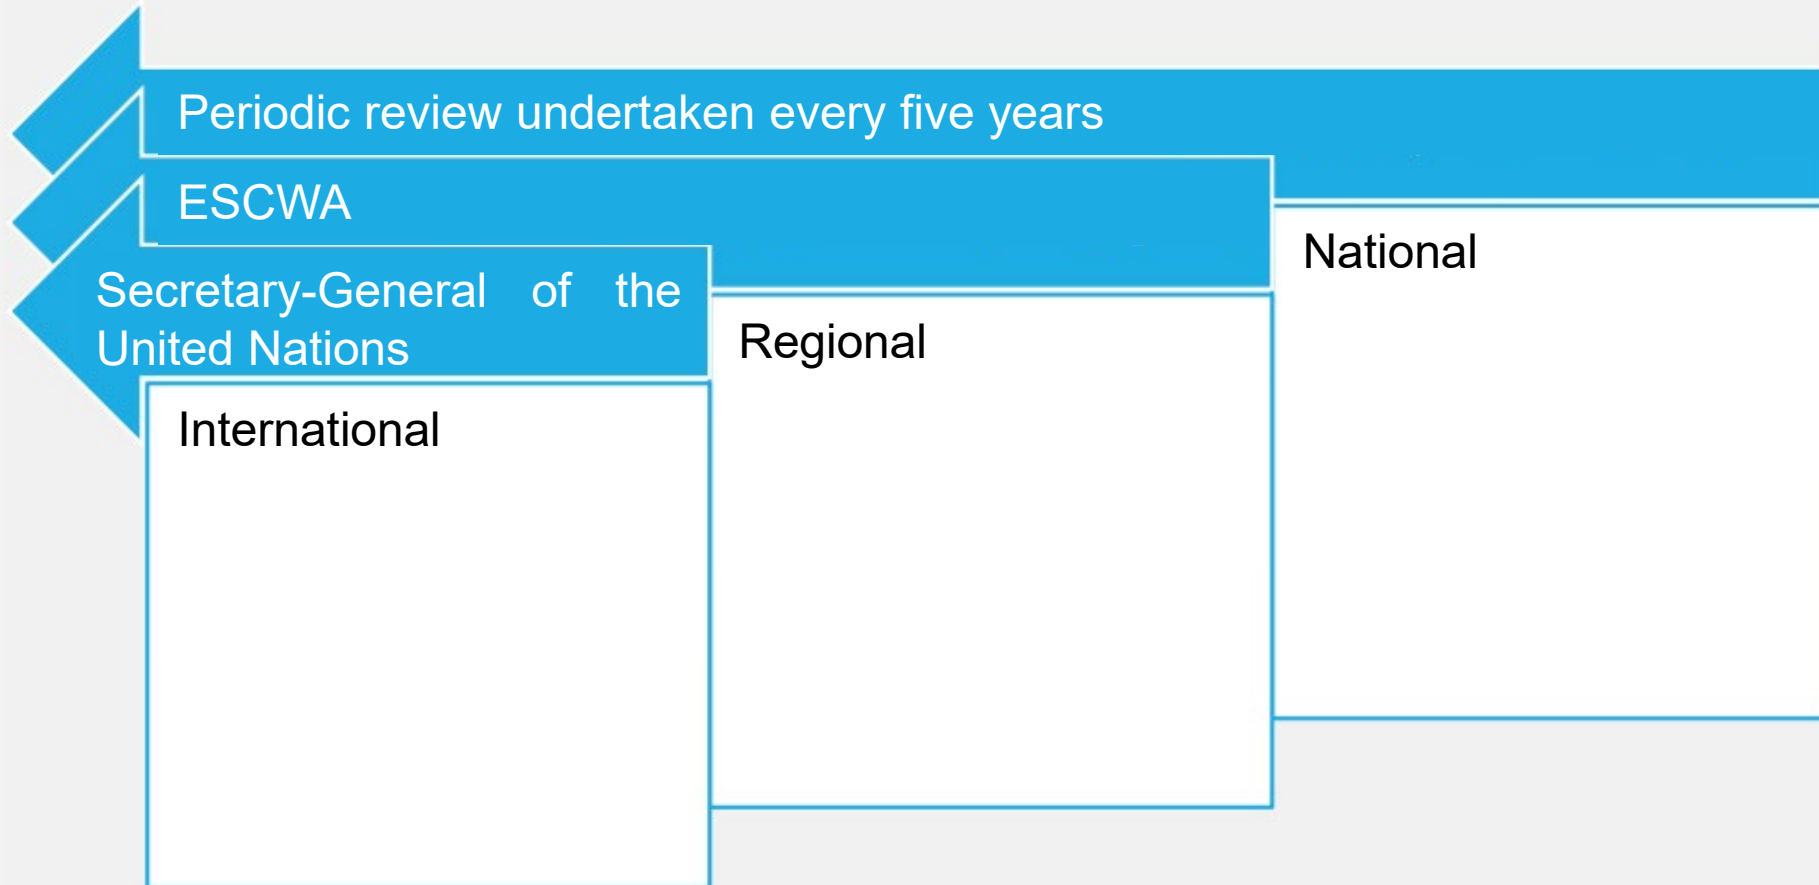 Periodic review undertaken every five years
ESCWA
National
Secretary-General of the
United Nations
Regional
International